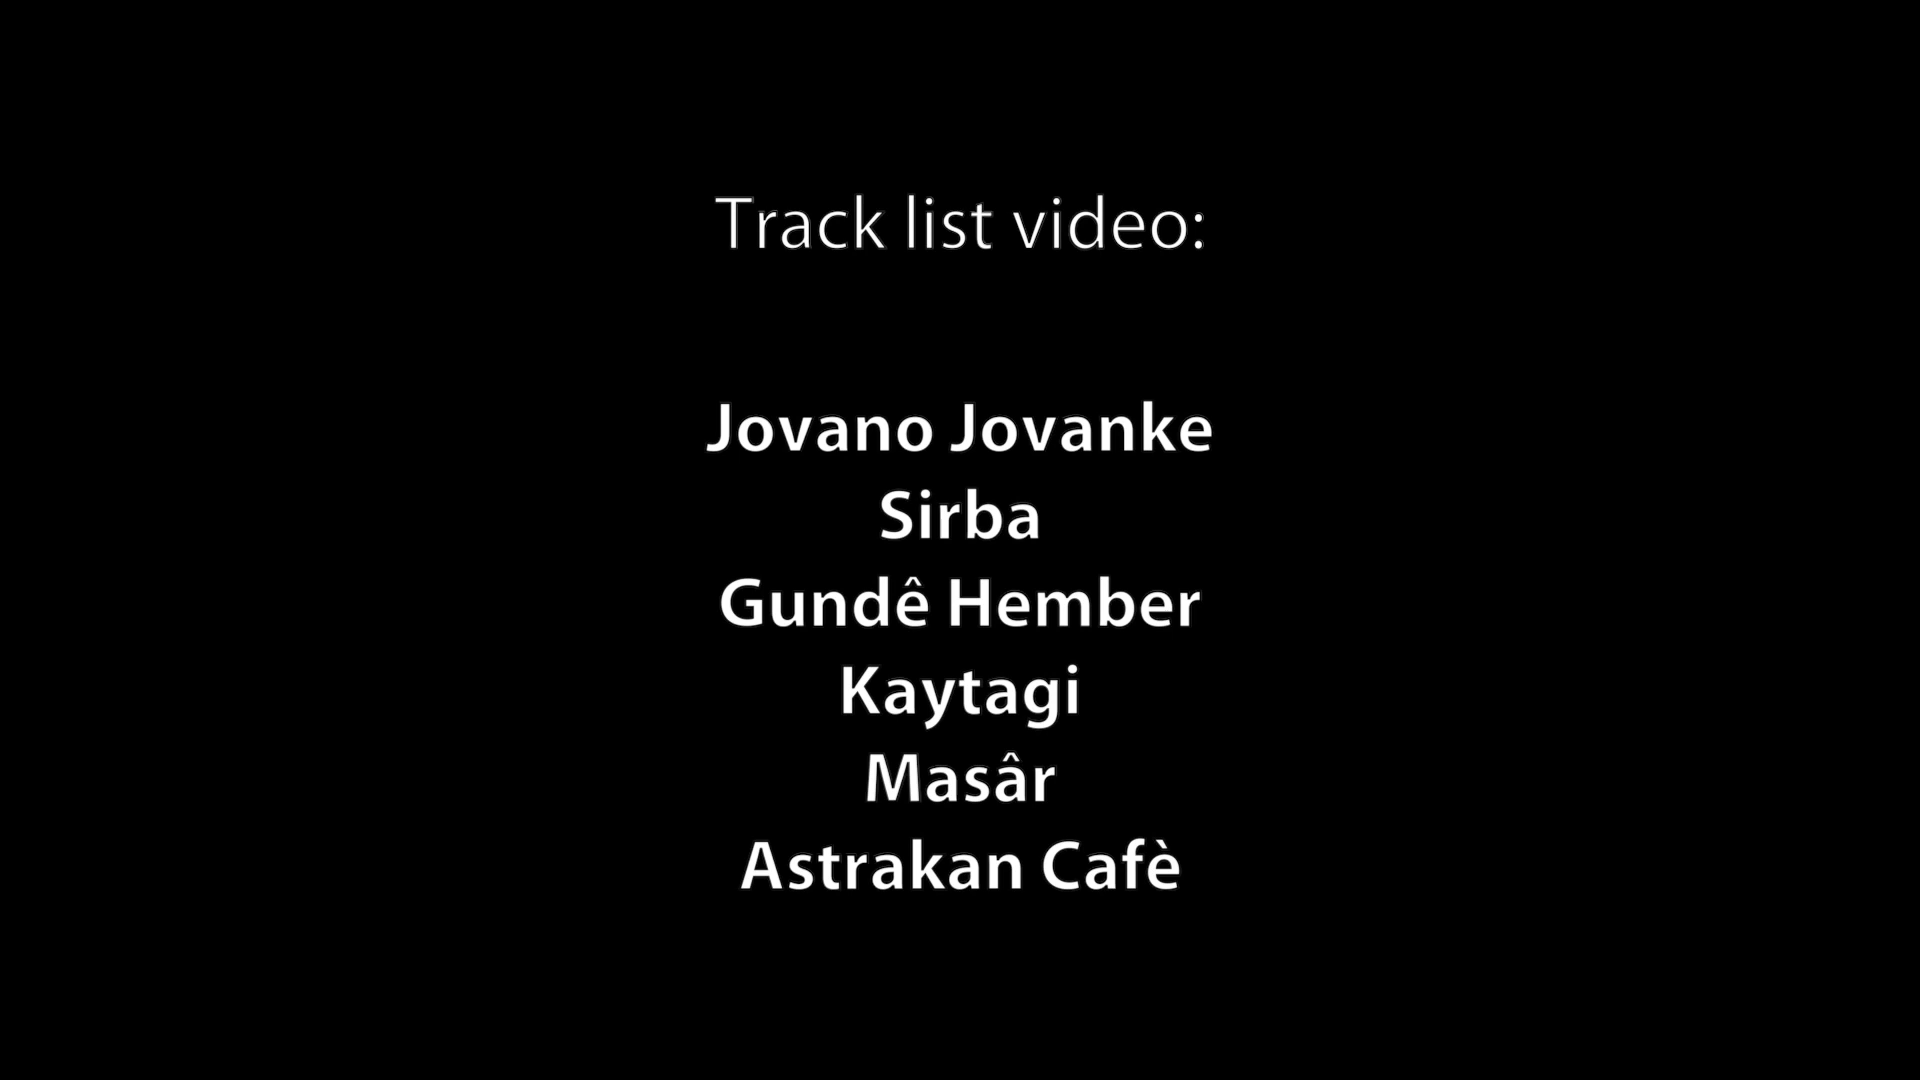 Track list video:
Jovano Jovanke
Sirba
Gundê Hember
Kaytagi
Masâr
Astrakan Cafè